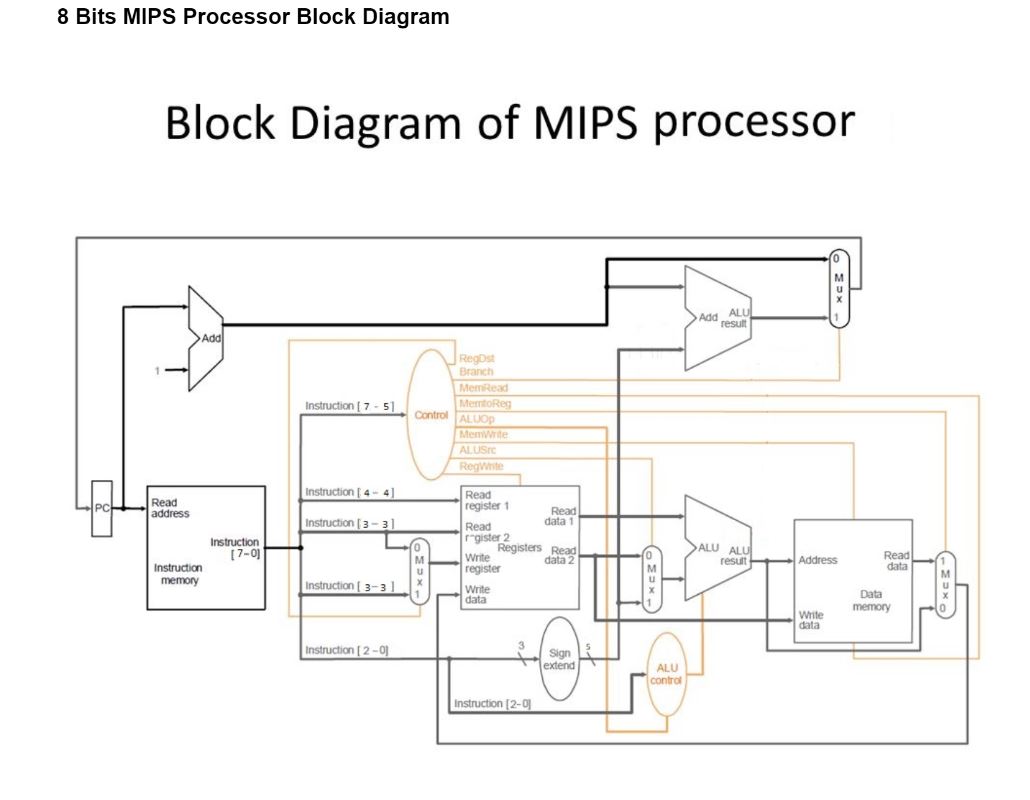 8 Bits MIPS Processor Block Diagram
Block Diagram of MIPS processor
0
M
u
x
1
Add
ALU
result
Add
1
RegDst
Branch
MemRead
MemtoReg
ALUOp
MemWrite
ALUSrc
RegWrite
Control
Instruction [ 7 - 5]
PC
Read
address
Instruction
[7-0]
Instruction
memory
Instruction [ 4 - 4]
Instruction [ 3 - 3]
Instruction [ 3-3 ]
0
M
u
x
1
Read
register 1
Read
r gister 2
Write
register
Write
data
Registers
Read
data 1
Read
data 2
0
M
u
x
1
ALU
ALU
result
Address
Read
data
Data
memory
Write
data
1
M
u
x
0
Instruction [ 2 -0]
3
Sign
extend
5
ALU
control
Instruction [2-0]